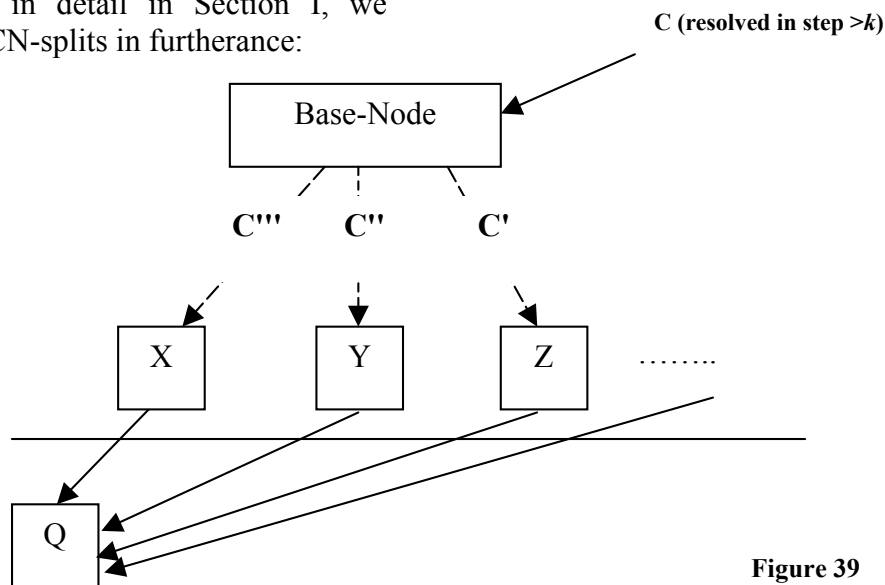 in detail in Section I, we
CN-splits in furtherance:
C (resolved in step >k)
Base-Node
C''' C'' C'
X Y Z ........
Q
Figure 39